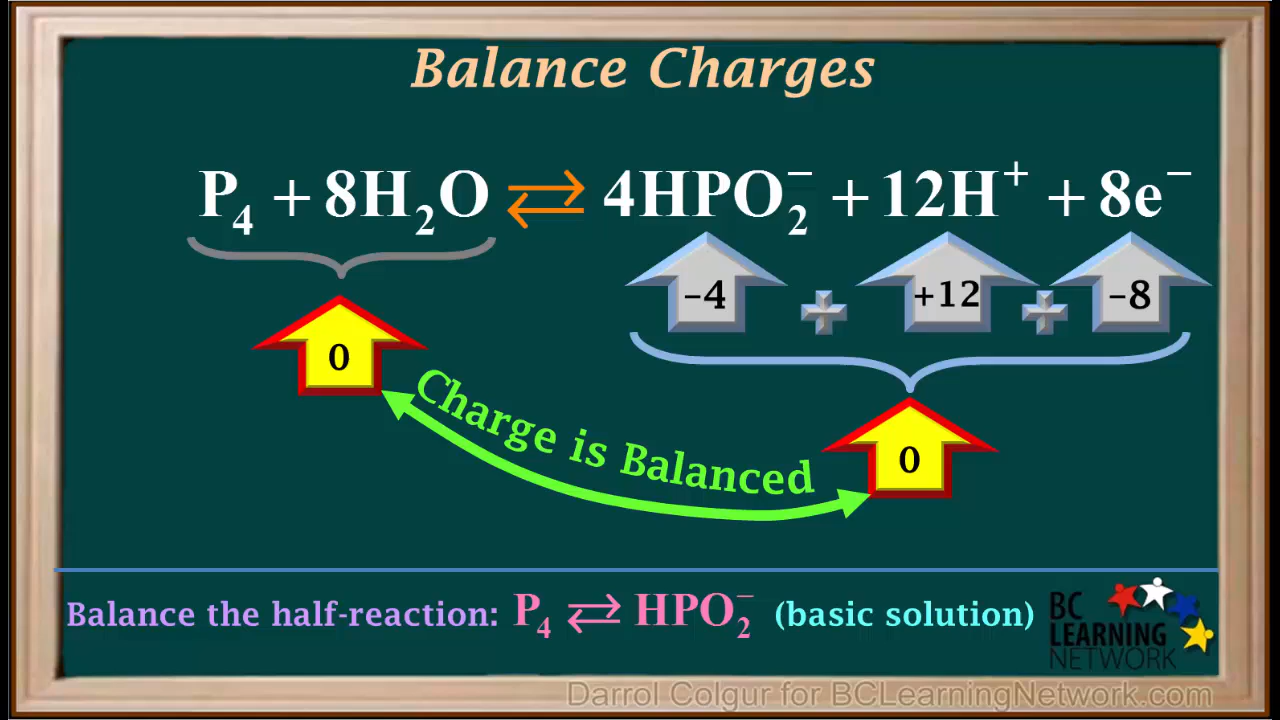 Balance Charges
P₄ + 8H₂O ⇄ 4HPO₂⁻ + 12H⁺ + 8e⁻
–4 + +12 + –8
0
Charge is Balanced
0
Balance the half-reaction: P₄ ⇄ HPO₂⁻ (basic solution)
BC
LEARNING
NETWORK
Darrol Colgur for BCLearningNetwork.com